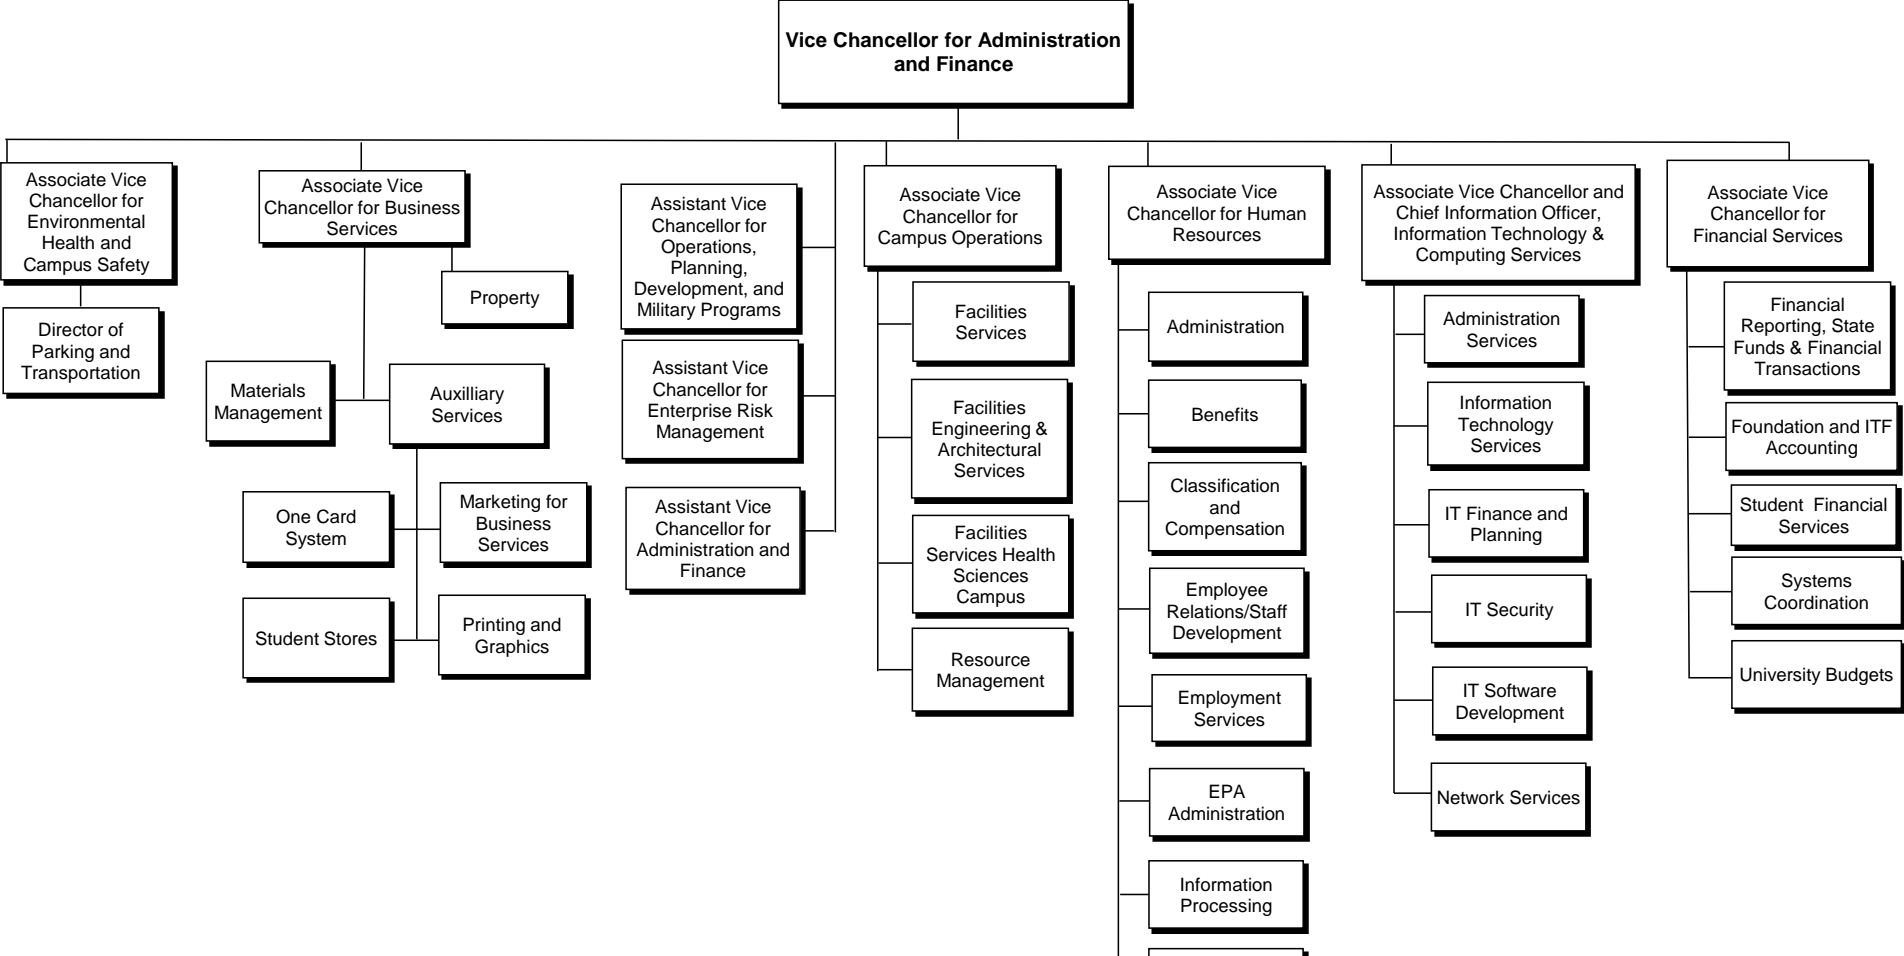 Vice Chancellor for Administration
and Finance
Associate Vice
Chancellor for
Environmental
Health and
Campus Safety
Director of
Parking and
Transportation
Associate Vice
Chancellor for Business
Services
Property
Materials
Management
Auxilliary
Services
One Card
System
Marketing for
Business
Services
Student Stores
Printing and
Graphics
Assistant Vice
Chancellor for
Operations,
Planning,
Development, and
Military Programs
Assistant Vice
Chancellor for
Enterprise Risk
Management
Assistant Vice
Chancellor for
Administration and
Finance
Associate Vice
Chancellor for
Campus Operations
Facilities
Services
Facilities
Engineering &
Architectural
Services
Facilities
Services Health
Sciences
Campus
Resource
Management
Associate Vice
Chancellor for Human
Resources
Administration
Benefits
Classification
and
Compensation
Employee
Relations/Staff
Development
Employment
Services
EPA
Administration
Information
Processing
Associate Vice Chancellor and
Chief Information Officer,
Information Technology &
Computing Services
Administration
Services
Information
Technology
Services
IT Finance and
Planning
IT Security
IT Software
Development
Network Services
Associate Vice
Chancellor for
Financial Services
Financial
Reporting, State
Funds & Financial
Transactions
Foundation and ITF
Accounting
Student  Financial
Services
Systems
Coordination
University Budgets